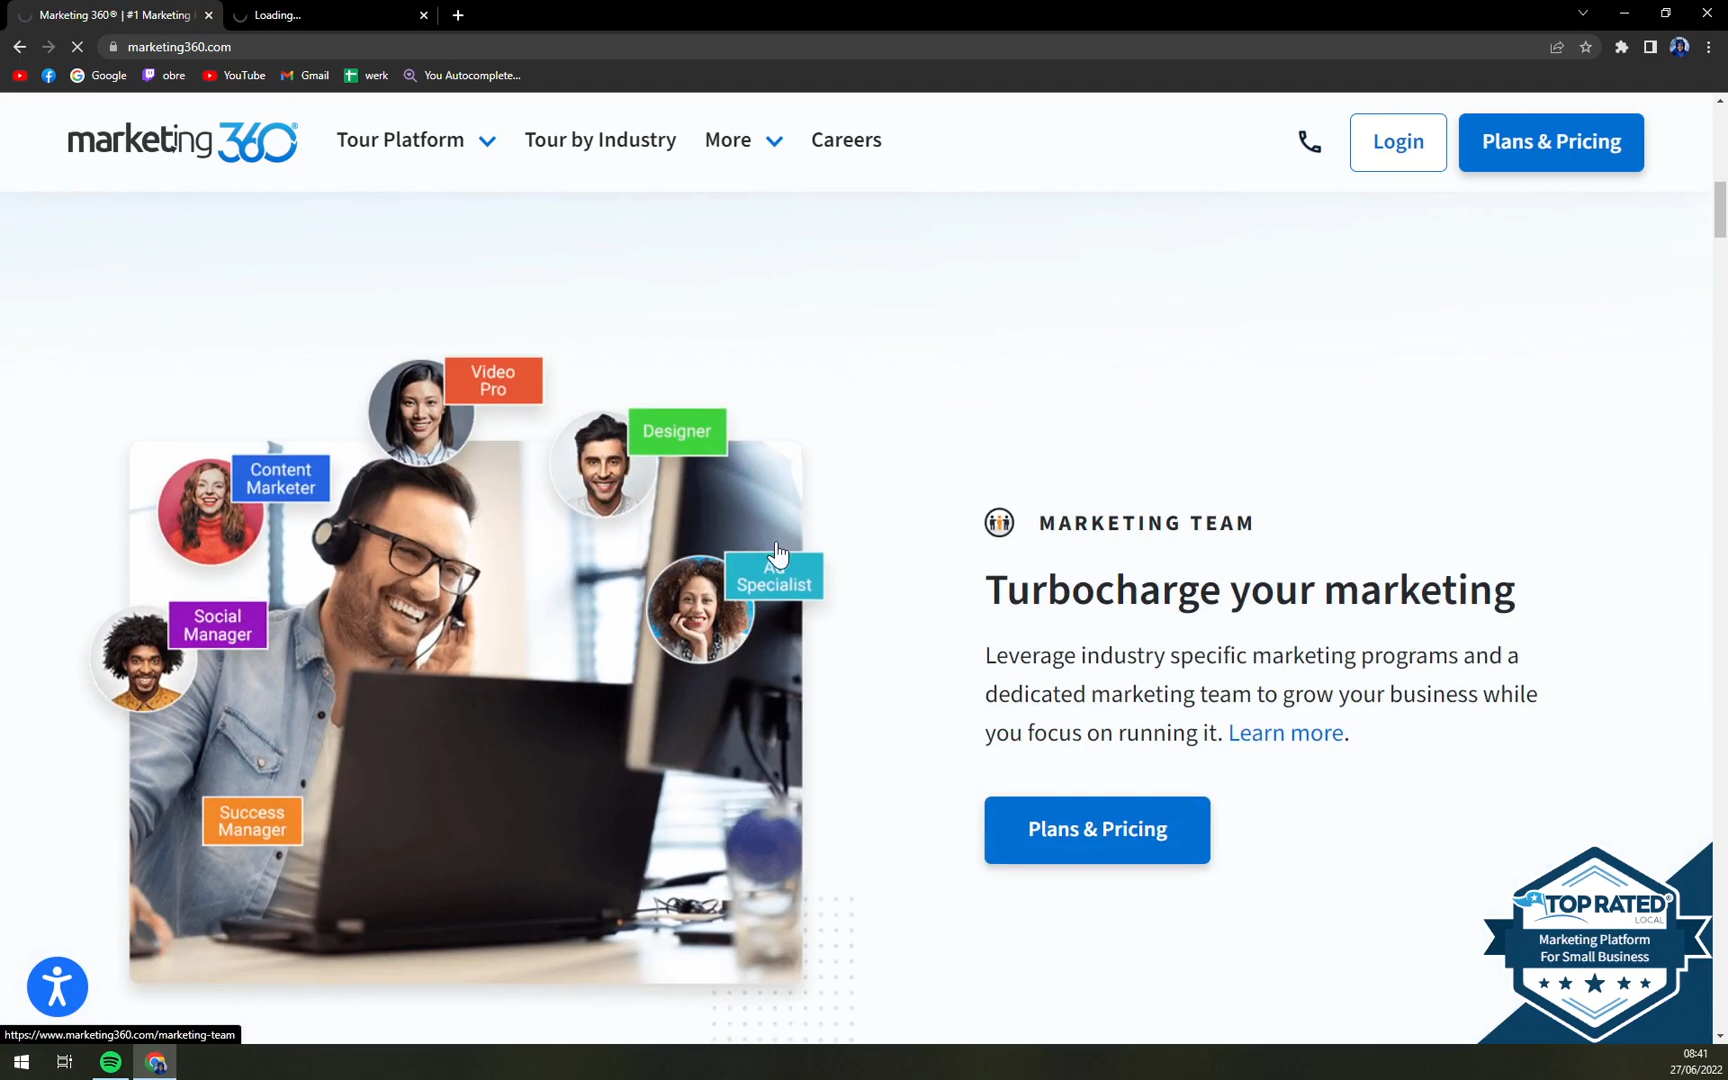 Marketing 360® | #1 Marketing
Loading...
marketing360.com
Google
obre
YouTube
Gmail
werk
You Autocomplete...
marketing 360®
Tour Platform
Tour by Industry
More
Careers
Login
Plans & Pricing
Video
Pro
Designer
Content
Marketer
Ad
Specialist
Social
Manager
Success
Manager
MARKETING TEAM
Turbocharge your marketing
Leverage industry specific marketing programs and a
dedicated marketing team to grow your business while
you focus on running it. Learn more.
Plans & Pricing
TOP RATED®
LOCAL
Marketing Platform
For Small Business
https://www.marketing360.com/marketing-team
08:41
27/06/2022